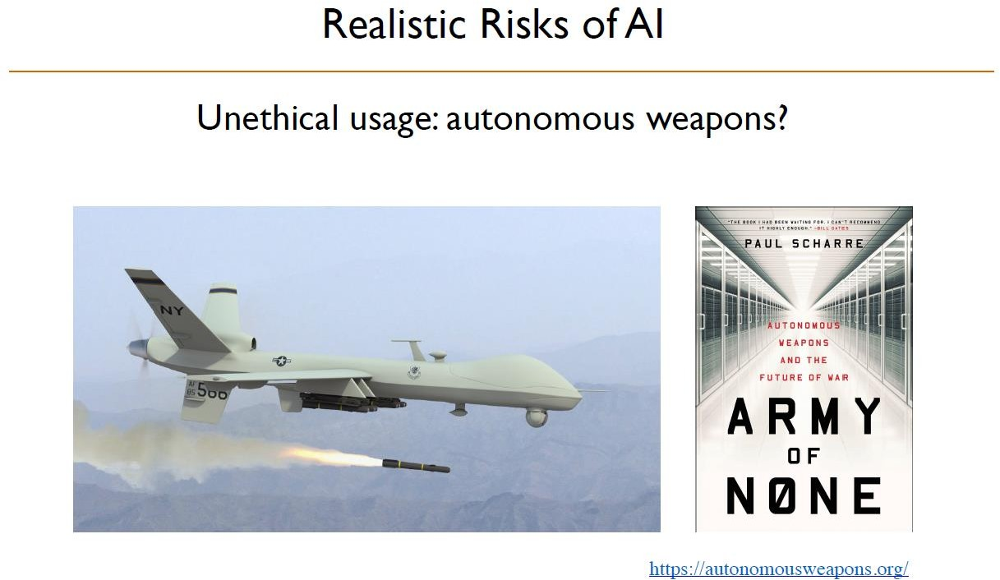 Realistic Risks of AI
Unethical usage: autonomous weapons?
NY
AF
85 566
"THE BOOK I HAD BEEN WAITING FOR. I CAN'T RECOMMEND
IT HIGHLY ENOUGH." –BILL GATES
PAUL SCHARRE
AUTONOMOUS
WEAPONS
AND THE
FUTURE OF WAR
ARMY
OF
NØNE
https://autonomousweapons.org/